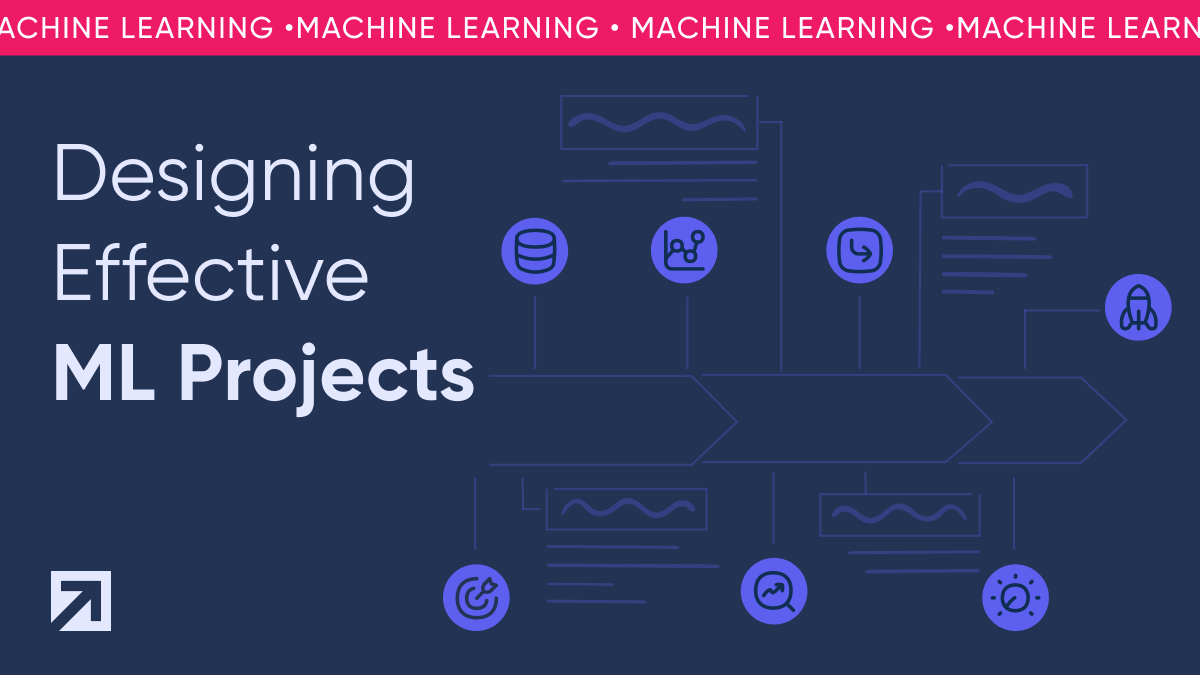 ACHINE LEARNING •MACHINE LEARNING • MACHINE LEARNING •MACHINE LEARN
Designing
Effective
ML Projects